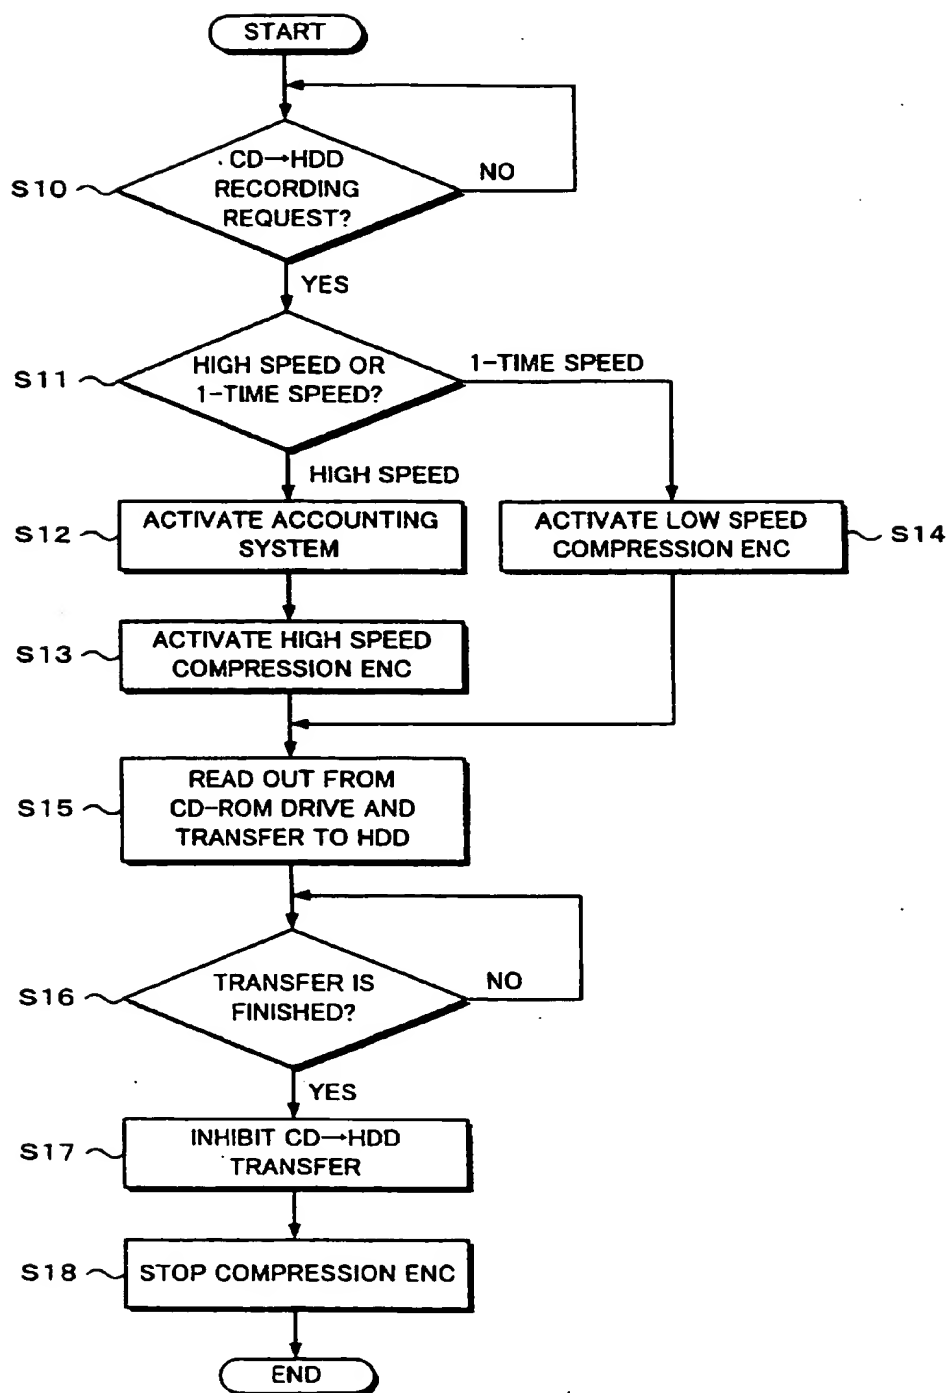 START
CD→HDD
RECORDING
REQUEST?
S10
NO
YES
HIGH SPEED OR
1-TIME SPEED?
S11
1-TIME SPEED
HIGH SPEED
ACTIVATE ACCOUNTING
SYSTEM
S12
ACTIVATE LOW SPEED
COMPRESSION ENC
S14
ACTIVATE HIGH SPEED
COMPRESSION ENC
S13
READ OUT FROM
CD-ROM DRIVE AND
TRANSFER TO HDD
S15
TRANSFER IS
FINISHED?
S16
NO
YES
INHIBIT CD→HDD
TRANSFER
S17
STOP COMPRESSION ENC
S18
END